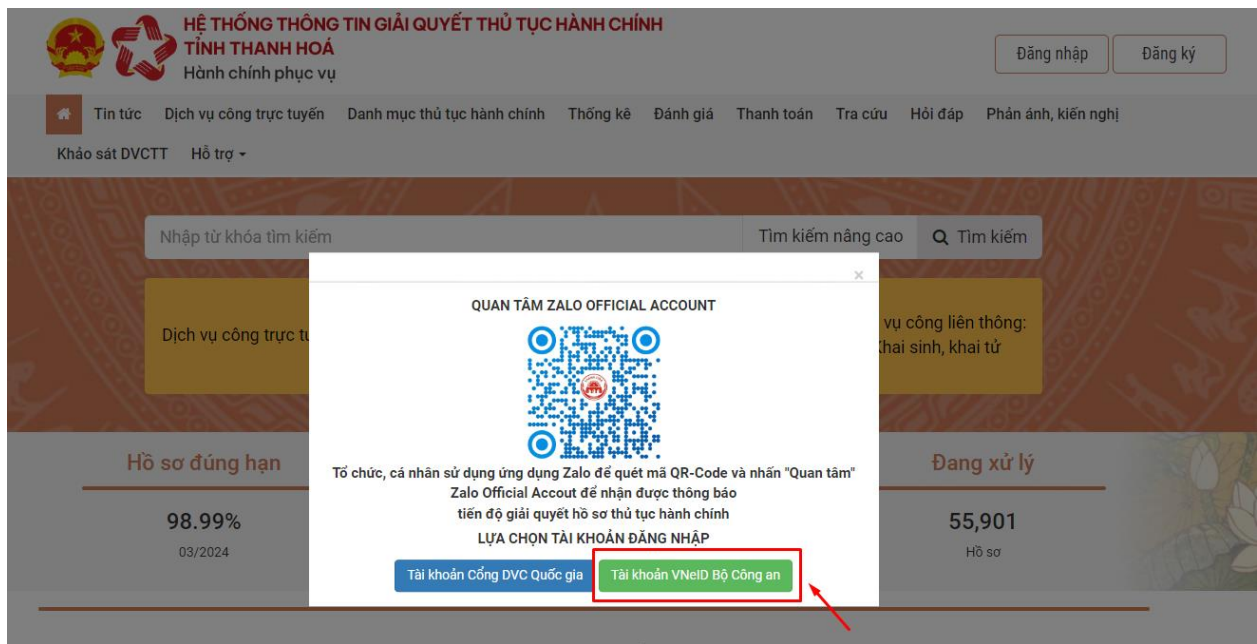 HỆ THỐNG THÔNG TIN GIẢI QUYẾT THỦ TỤC HÀNH CHÍNH
TỈNH THANH HOÁ
Hành chính phục vụ
Đăng nhập
Đăng ký
Tin tức Dịch vụ công trực tuyến Danh mục thủ tục hành chính Thống kê Đánh giá Thanh toán Tra cứu Hỏi đáp Phản ánh, kiến nghị
Khảo sát DVCTT Hỗ trợ
Nhập từ khóa tìm kiếm
Tìm kiếm nâng cao
Tìm kiếm
×
QUAN TÂM ZALO OFFICIAL ACCOUNT
Dịch vụ công trực
vụ công liên thông:
hai sinh, khai tử
Tổ chức, cá nhân sử dụng ứng dụng Zalo để quét mã QR-Code và nhấn "Quan tâm"
Zalo Official Accout để nhận được thông báo
tiến độ giải quyết hồ sơ thủ tục hành chính
LỰA CHỌN TÀI KHOẢN ĐĂNG NHẬP
Tài khoản Cổng DVC Quốc gia
Tài khoản VNeID Bộ Công an
Hồ sơ đúng hạn
98.99%
03/2024
Đang xử lý
55,901
Hồ sơ